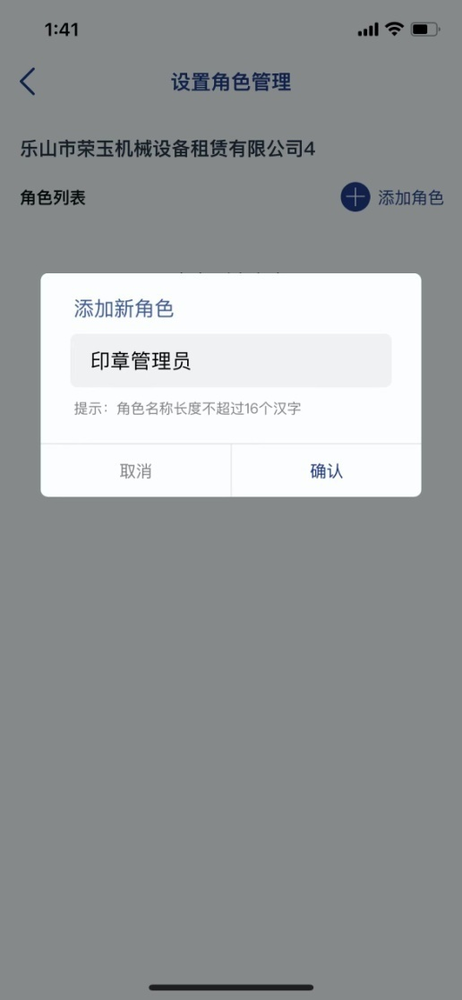 1:41
设置角色管理
乐山市荣玉机械设备租赁有限公司4
角色列表
添加角色
添加新角色
印章管理员
提示：角色名称长度不超过16个汉字
取消
确认